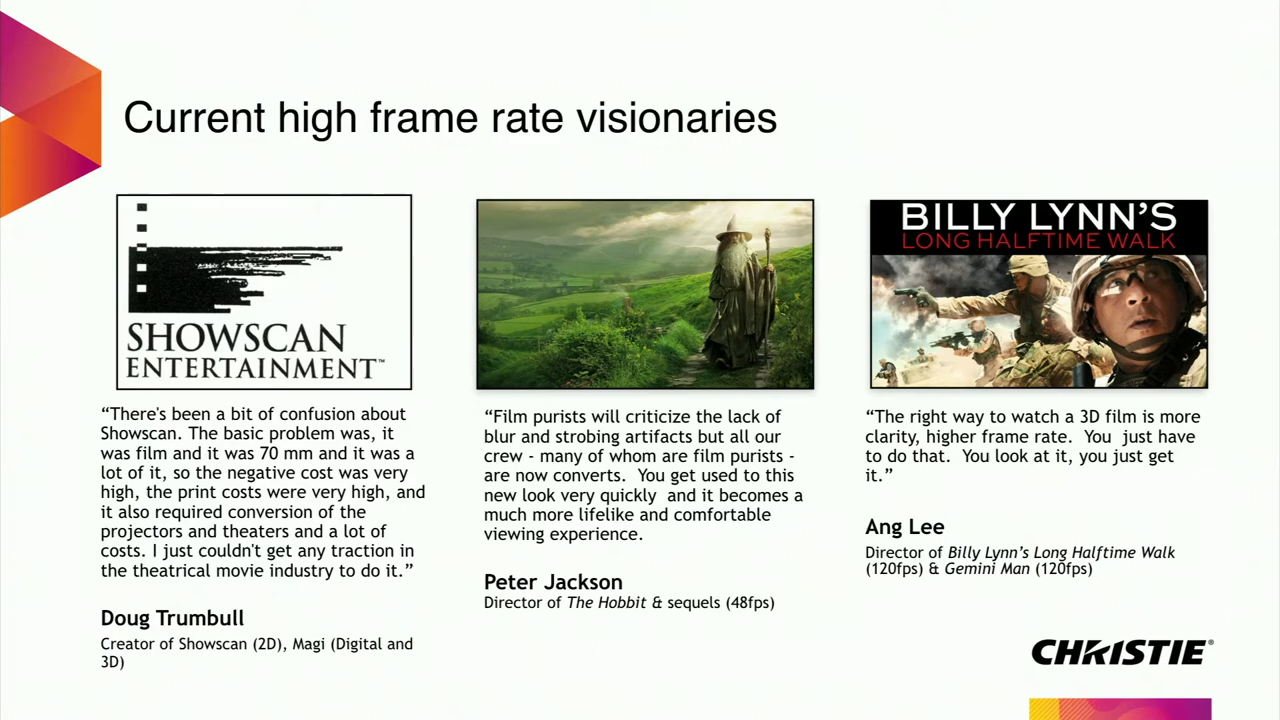 Current high frame rate visionaries
SHOWSCAN
ENTERTAINMENT™
“There's been a bit of confusion about
Showscan. The basic problem was, it
was film and it was 70 mm and it was a
lot of it, so the negative cost was very
high, the print costs were very high, and
it also required conversion of the
projectors and theaters and a lot of
costs. I just couldn't get any traction in
the theatrical movie industry to do it.”
Doug Trumbull
Creator of Showscan (2D), Magi (Digital and
3D)
“Film purists will criticize the lack of
blur and strobing artifacts but all our
crew - many of whom are film purists -
are now converts. You get used to this
new look very quickly and it becomes a
much more lifelike and comfortable
viewing experience.
Peter Jackson
Director of The Hobbit & sequels (48fps)
BILLY LYNN’S
LONG HALFTIME WALK
“The right way to watch a 3D film is more
clarity, higher frame rate. You just have
to do that. You look at it, you just get
it.”
Ang Lee
Director of Billy Lynn’s Long Halftime Walk
(120fps) & Gemini Man (120fps)
CHRISTIE®